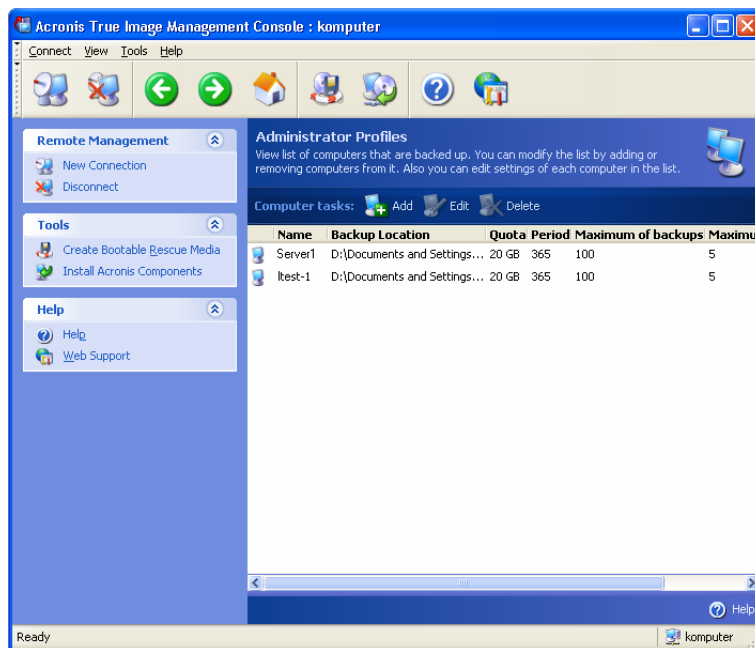 Acronis True Image Management Console : komputer
Connect View Tools Help
Remote Management
New Connection
Disconnect
Tools
Create Bootable Rescue Media
Install Acronis Components
Help
Help
Web Support
Administrator Profiles
View list of computers that are backed up. You can modify the list by adding or
removing computers from it. Also you can edit settings of each computer in the list.
Computer tasks: Add Edit Delete
Name Backup Location Quota Period Maximum of backups Maximu
Server1 D:\Documents and Settings... 20 GB 365 100 5
ltest-1 D:\Documents and Settings... 20 GB 365 100 5
Help
Ready komputer